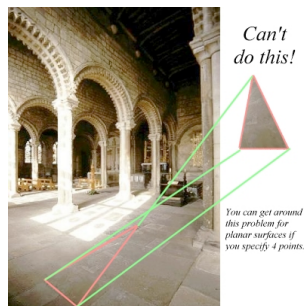 Can't
do this!
You can get around
this problem for
planar surfaces if
you specify 4 points.